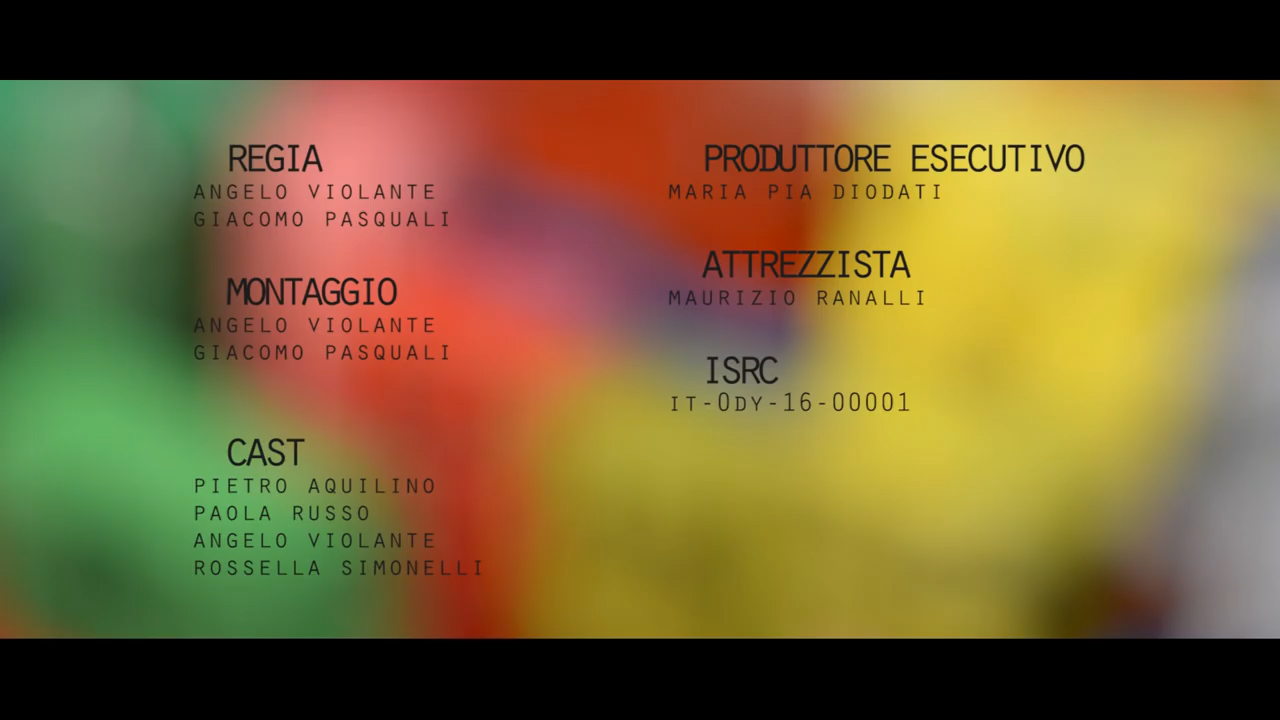 REGIA
ANGELO VIOLANTE
GIACOMO PASQUALI
MONTAGGIO
ANGELO VIOLANTE
GIACOMO PASQUALI
CAST
PIETRO AQUILINO
PAOLA RUSSO
ANGELO VIOLANTE
ROSSELLA SIMONELLI
PRODUTTORE ESECUTIVO
MARIA PIA DIODATI
ATTREZZISTA
MAURIZIO RANALLI
ISRC
IT-0DY-16-00001